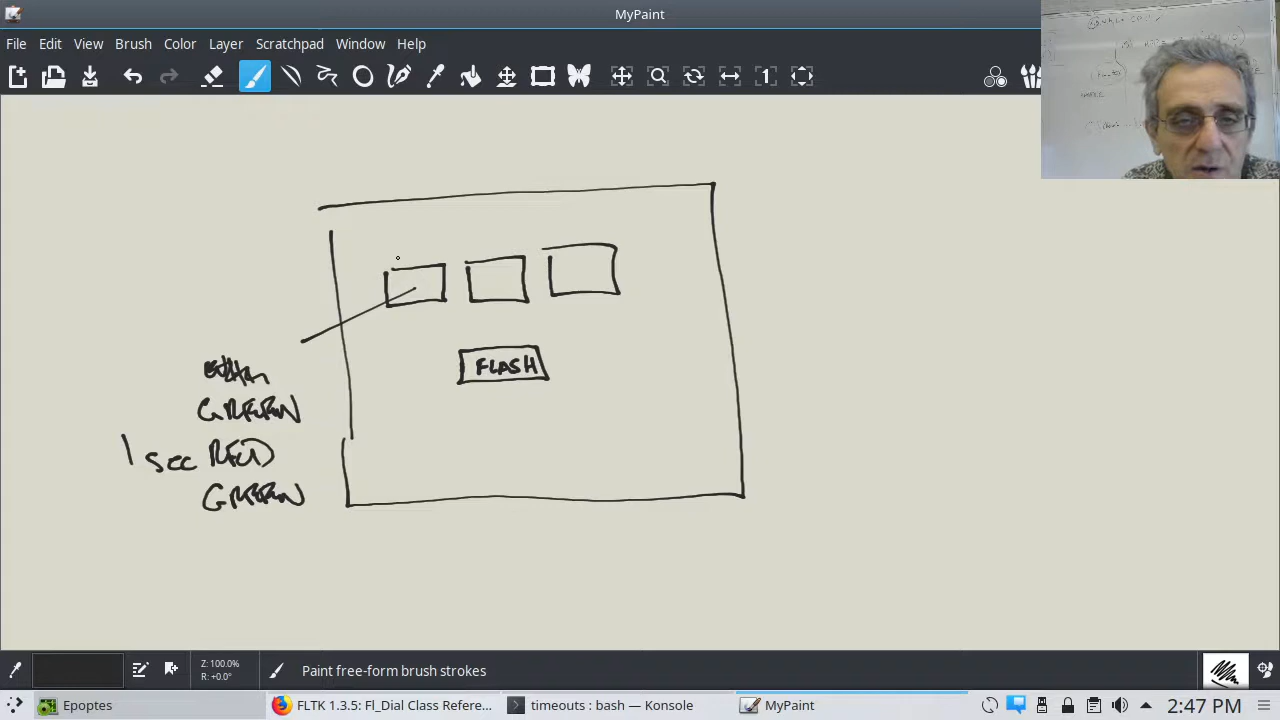 MyPaint
File Edit View Brush Color Layer Scratchpad Window Help
FLASH
GREEN
1 sec RED
GREEN
Z: 100.0%
R: +0.0°
Paint free-form brush strokes
Epoptes
FLTK 1.3.5: Fl_Dial Class Refere...
timeouts : bash — Konsole
MyPaint
2:47 PM